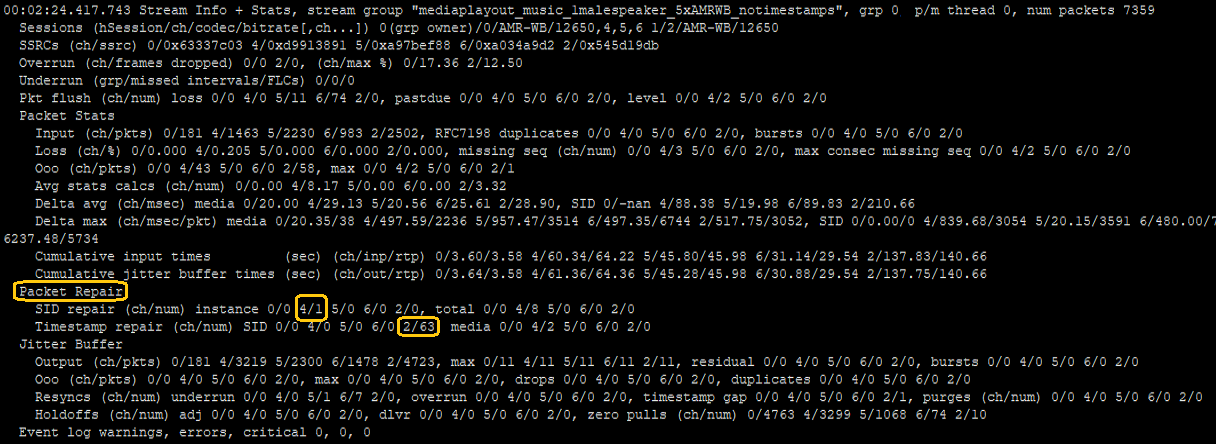 00:02:24.417.743 Stream Info + Stats, stream group "mediaplayout_music_1malespeaker_5xAMRWB_notimestamps", grp 0  p/m thread 0, num packets 7359
Sessions (hSession/ch/codec/bitrate[,ch...]) 0(grp owner)/0/AMR-WB/12650,4,5,6 1/2/AMR-WB/12650
SSRCs (ch/ssrc) 0/0x63337c03 4/0xd9913891 5/0xa97bef88 6/0xa034a9d2 2/0x545d19db
Overrun (ch/frames dropped) 0/0 2/0, (ch/max %) 0/17.36 2/12.50
Underrun (grp/missed intervals/FLCs) 0/0/0
Pkt flush (ch/num) loss 0/0 4/0 5/11 6/74 2/0, pastdue 0/0 4/0 5/0 6/0 2/0, level 0/0 4/2 5/0 6/0 2/0
Packet Stats
Input (ch/pkts) 0/181 4/1463 5/2230 6/983 2/2502, RFC7198 duplicates 0/0 4/0 5/0 6/0 2/0, bursts 0/0 4/0 5/0 6/0 2/0
Loss (ch/%) 0/0.000 4/0.205 5/0.000 6/0.000 2/0.000, missing seq (ch/num) 0/0 4/3 5/0 6/0 2/0, max consec missing seq 0/0 4/2 5/0 6/0 2/0
Ooo (ch/pkts) 0/0 4/43 5/0 6/0 2/58, max 0/0 4/2 5/0 6/0 2/1
Avg stats calcs (ch/num) 0/0.00 4/8.17 5/0.00 6/0.00 2/3.32
Delta avg (ch/msec) media 0/20.00 4/29.13 5/20.56 6/25.61 2/28.90, SID 0/-nan 4/88.38 5/19.98 6/89.83 2/210.66
Delta max (ch/msec/pkt) media 0/20.35/38 4/497.59/2236 5/957.47/3514 6/497.35/6744 2/517.75/3052, SID 0/0.00/0 4/839.68/3054 5/20.15/3591 6/480.00/7
6237.48/5734
Cumulative input times (sec) (ch/inp/rtp) 0/3.60/3.58 4/60.34/64.22 5/45.80/45.98 6/31.14/29.54 2/137.83/140.66
Cumulative jitter buffer times (sec) (ch/out/rtp) 0/3.64/3.58 4/61.36/64.36 5/45.28/45.98 6/30.88/29.54 2/137.75/140.66
Packet Repair
SID repair (ch/num) instance 0/0 4/1 5/0 6/0 2/0, total 0/0 4/8 5/0 6/0 2/0
Timestamp repair (ch/num) SID 0/0 4/0 5/0 6/0 2/63 media 0/0 4/2 5/0 6/0 2/0
Jitter Buffer
Output (ch/pkts) 0/181 4/3219 5/2300 6/1478 2/4723, max 0/11 4/11 5/11 6/11 2/11, residual 0/0 4/0 5/0 6/0 2/0, bursts 0/0 4/0 5/0 6/0 2/0
Ooo (ch/pkts) 0/0 4/0 5/0 6/0 2/0, max 0/0 4/0 5/0 6/0 2/0, drops 0/0 4/0 5/0 6/0 2/0, duplicates 0/0 4/0 5/0 6/0 2/0
Resyncs (ch/num) underrun 0/0 4/0 5/1 6/7 2/0, overrun 0/0 4/0 5/0 6/0 2/0, timestamp gap 0/0 4/0 5/0 6/0 2/1, purges (ch/num) 0/0 4/0 5/0 6/0 2/0
Holdoffs (ch/num) adj 0/0 4/0 5/0 6/0 2/0, dlvr 0/0 4/0 5/0 6/0 2/0, zero pulls (ch/num) 0/4763 4/3299 5/1068 6/74 2/10
Event log warnings, errors, critical 0, 0, 0